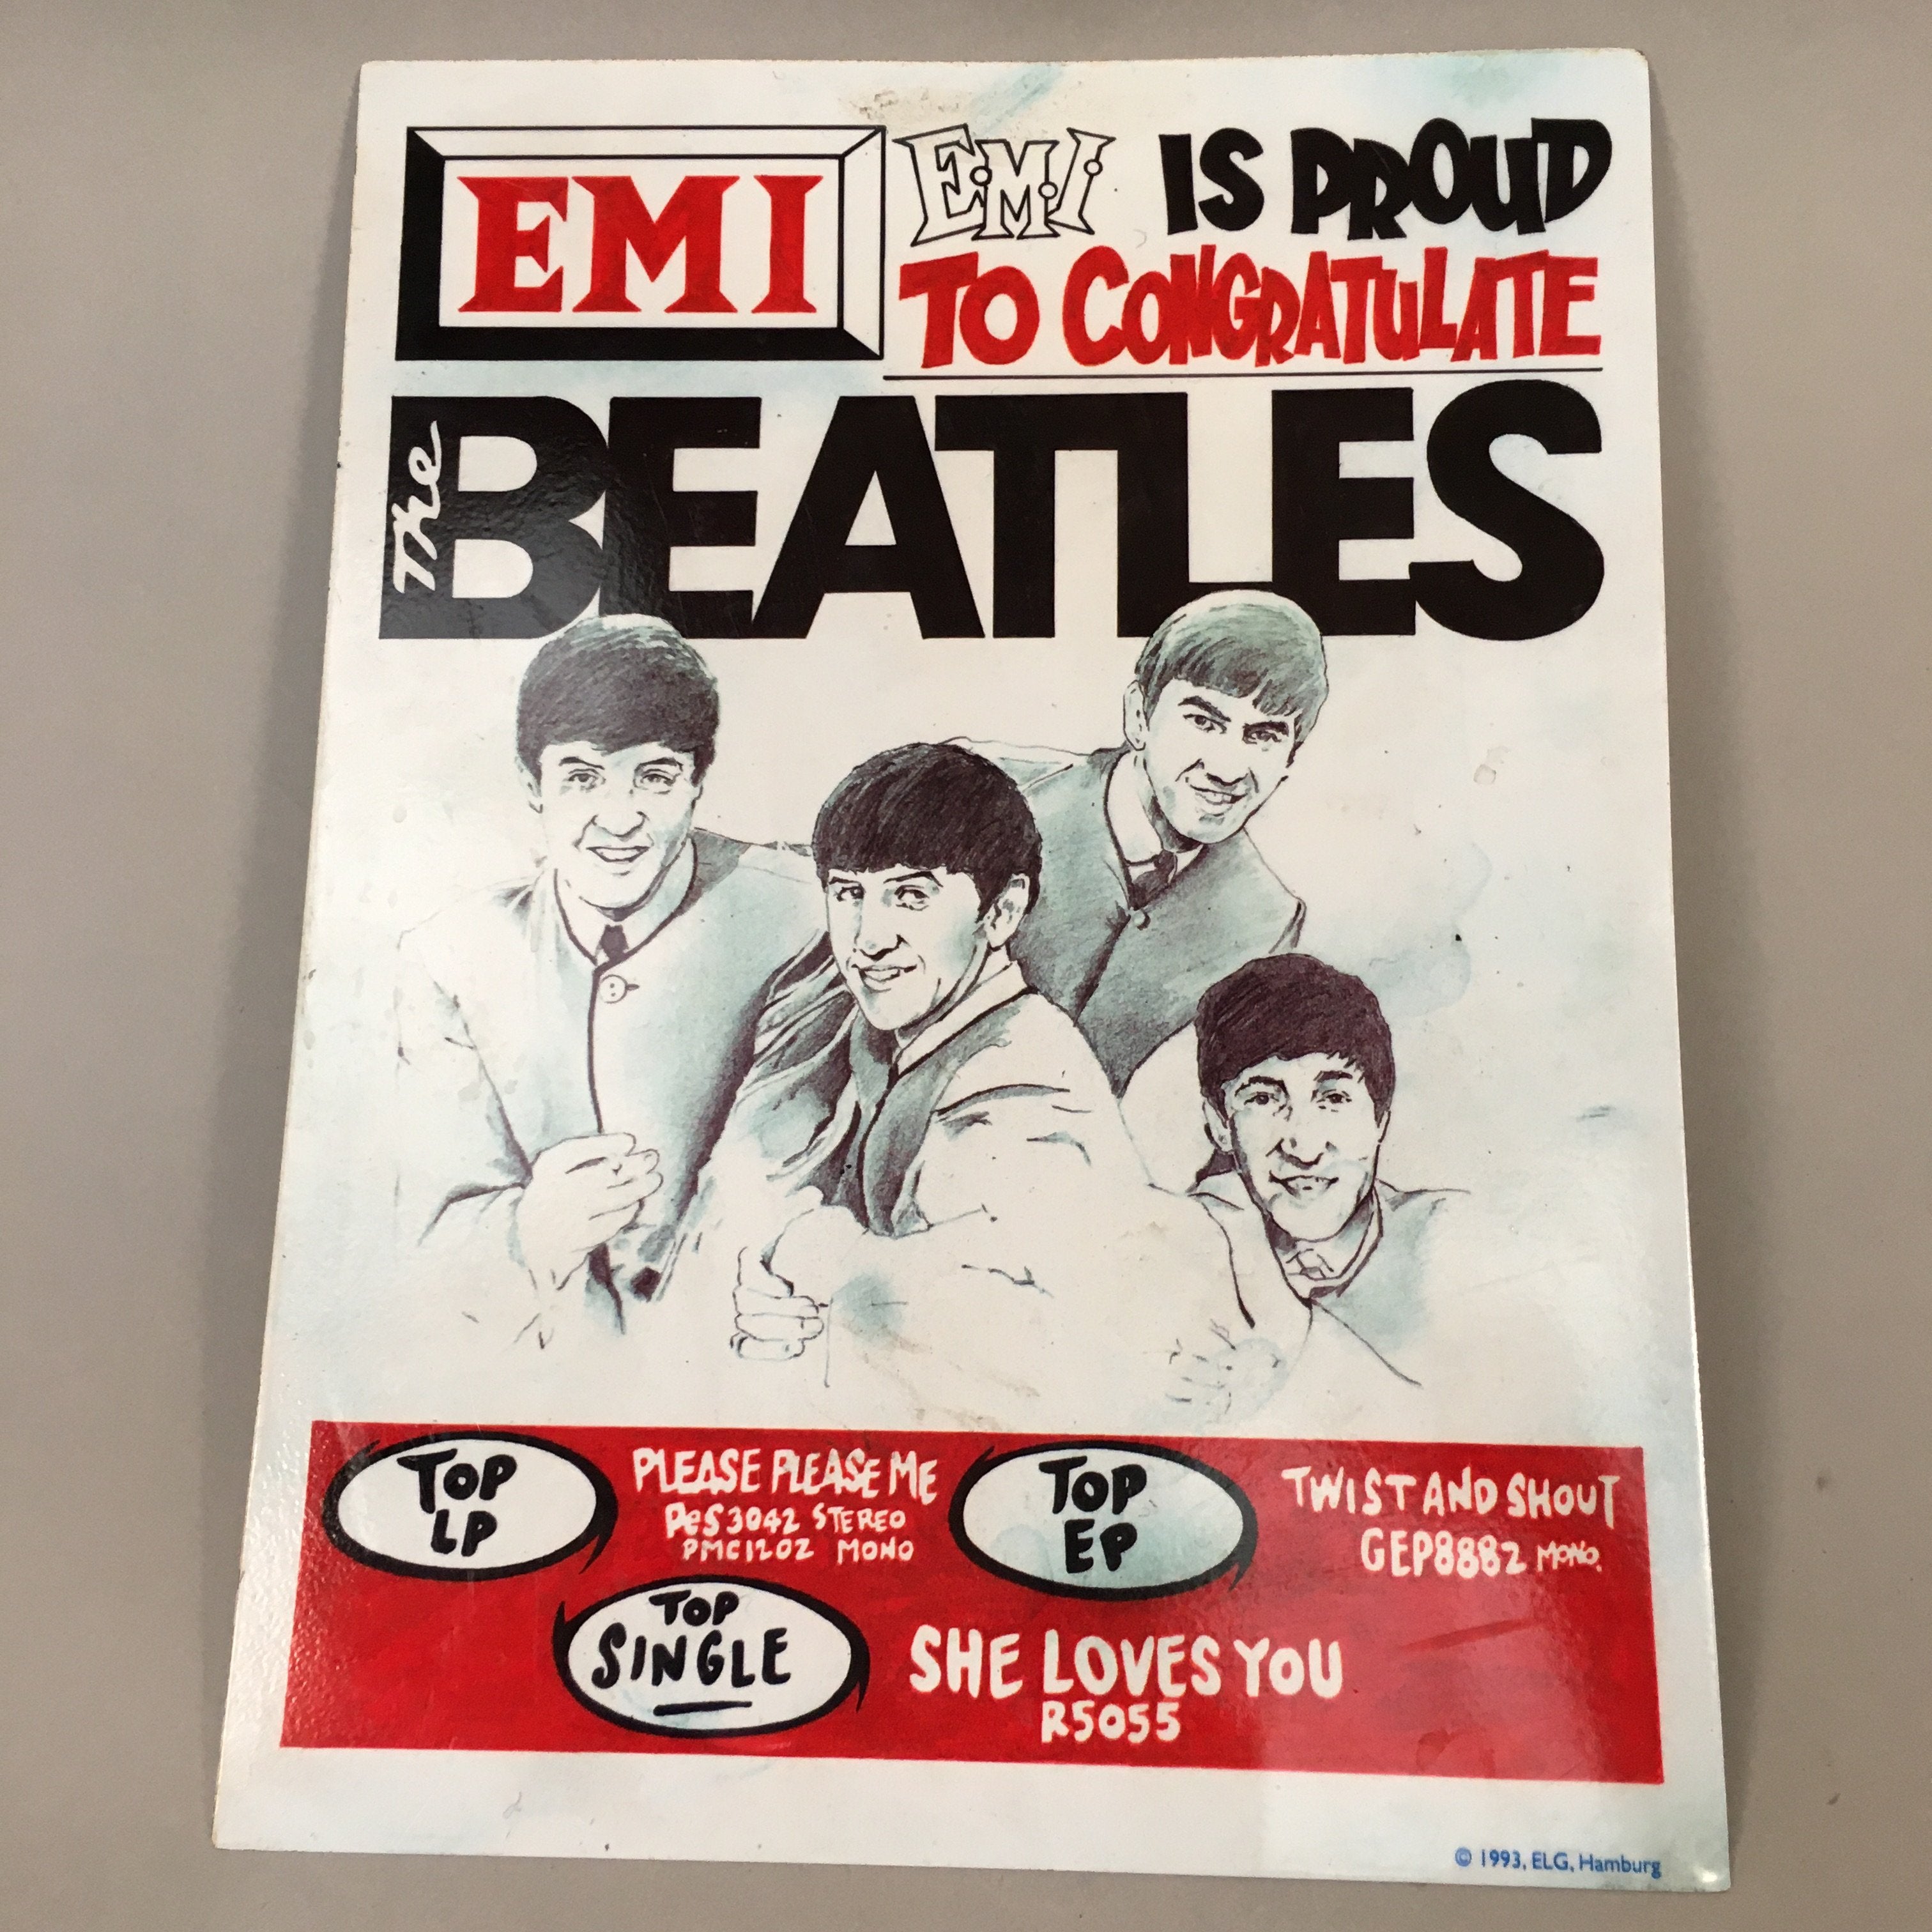 EMI
E.M.I IS PROUD
TO CONGRATULATE
The BEATLES
TOP LP
PLEASE PLEASE ME
PeS3042 STEREO
PMC1202 MONO
TOP EP
TWIST AND SHOUT
GEP8882 MONO.
TOP SINGLE
SHE LOVES YOU
R5055
© 1993, ELG, Hamburg